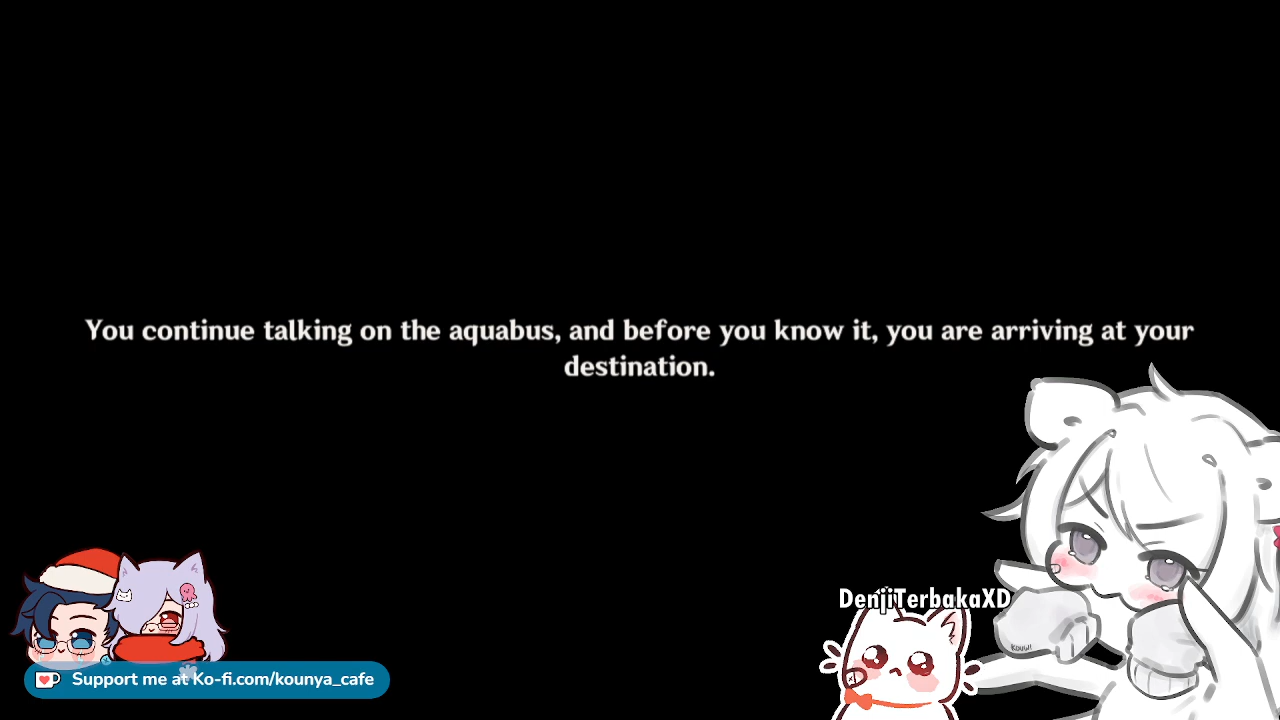 You continue talking on the aquabus, and before you know it, you are arriving at your
destination.
DenjiTerbakaXD
KOUWI
Support me at Ko-fi.com/kounya_cafe